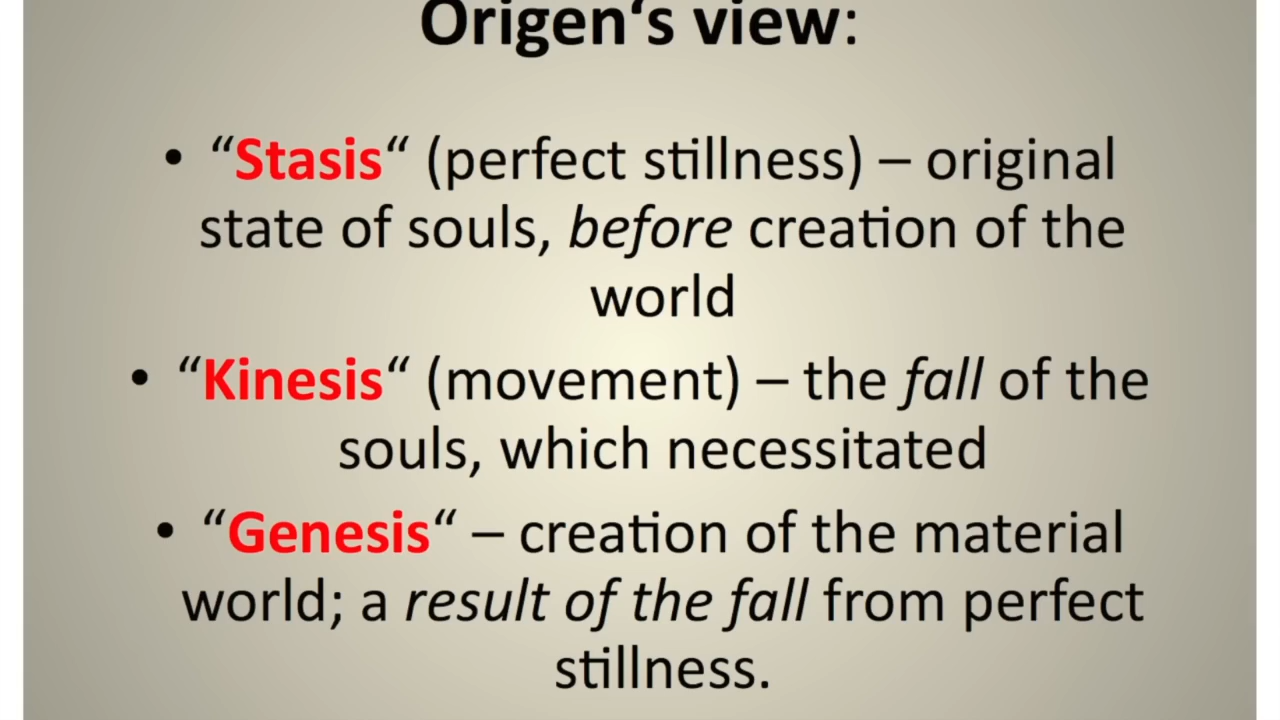 Origen‘s view:
• “Stasis“ (perfect stillness) – original
state of souls, before creation of the
world
• “Kinesis“ (movement) – the fall of the
souls, which necessitated
• “Genesis“ – creation of the material
world; a result of the fall from perfect
stillness.